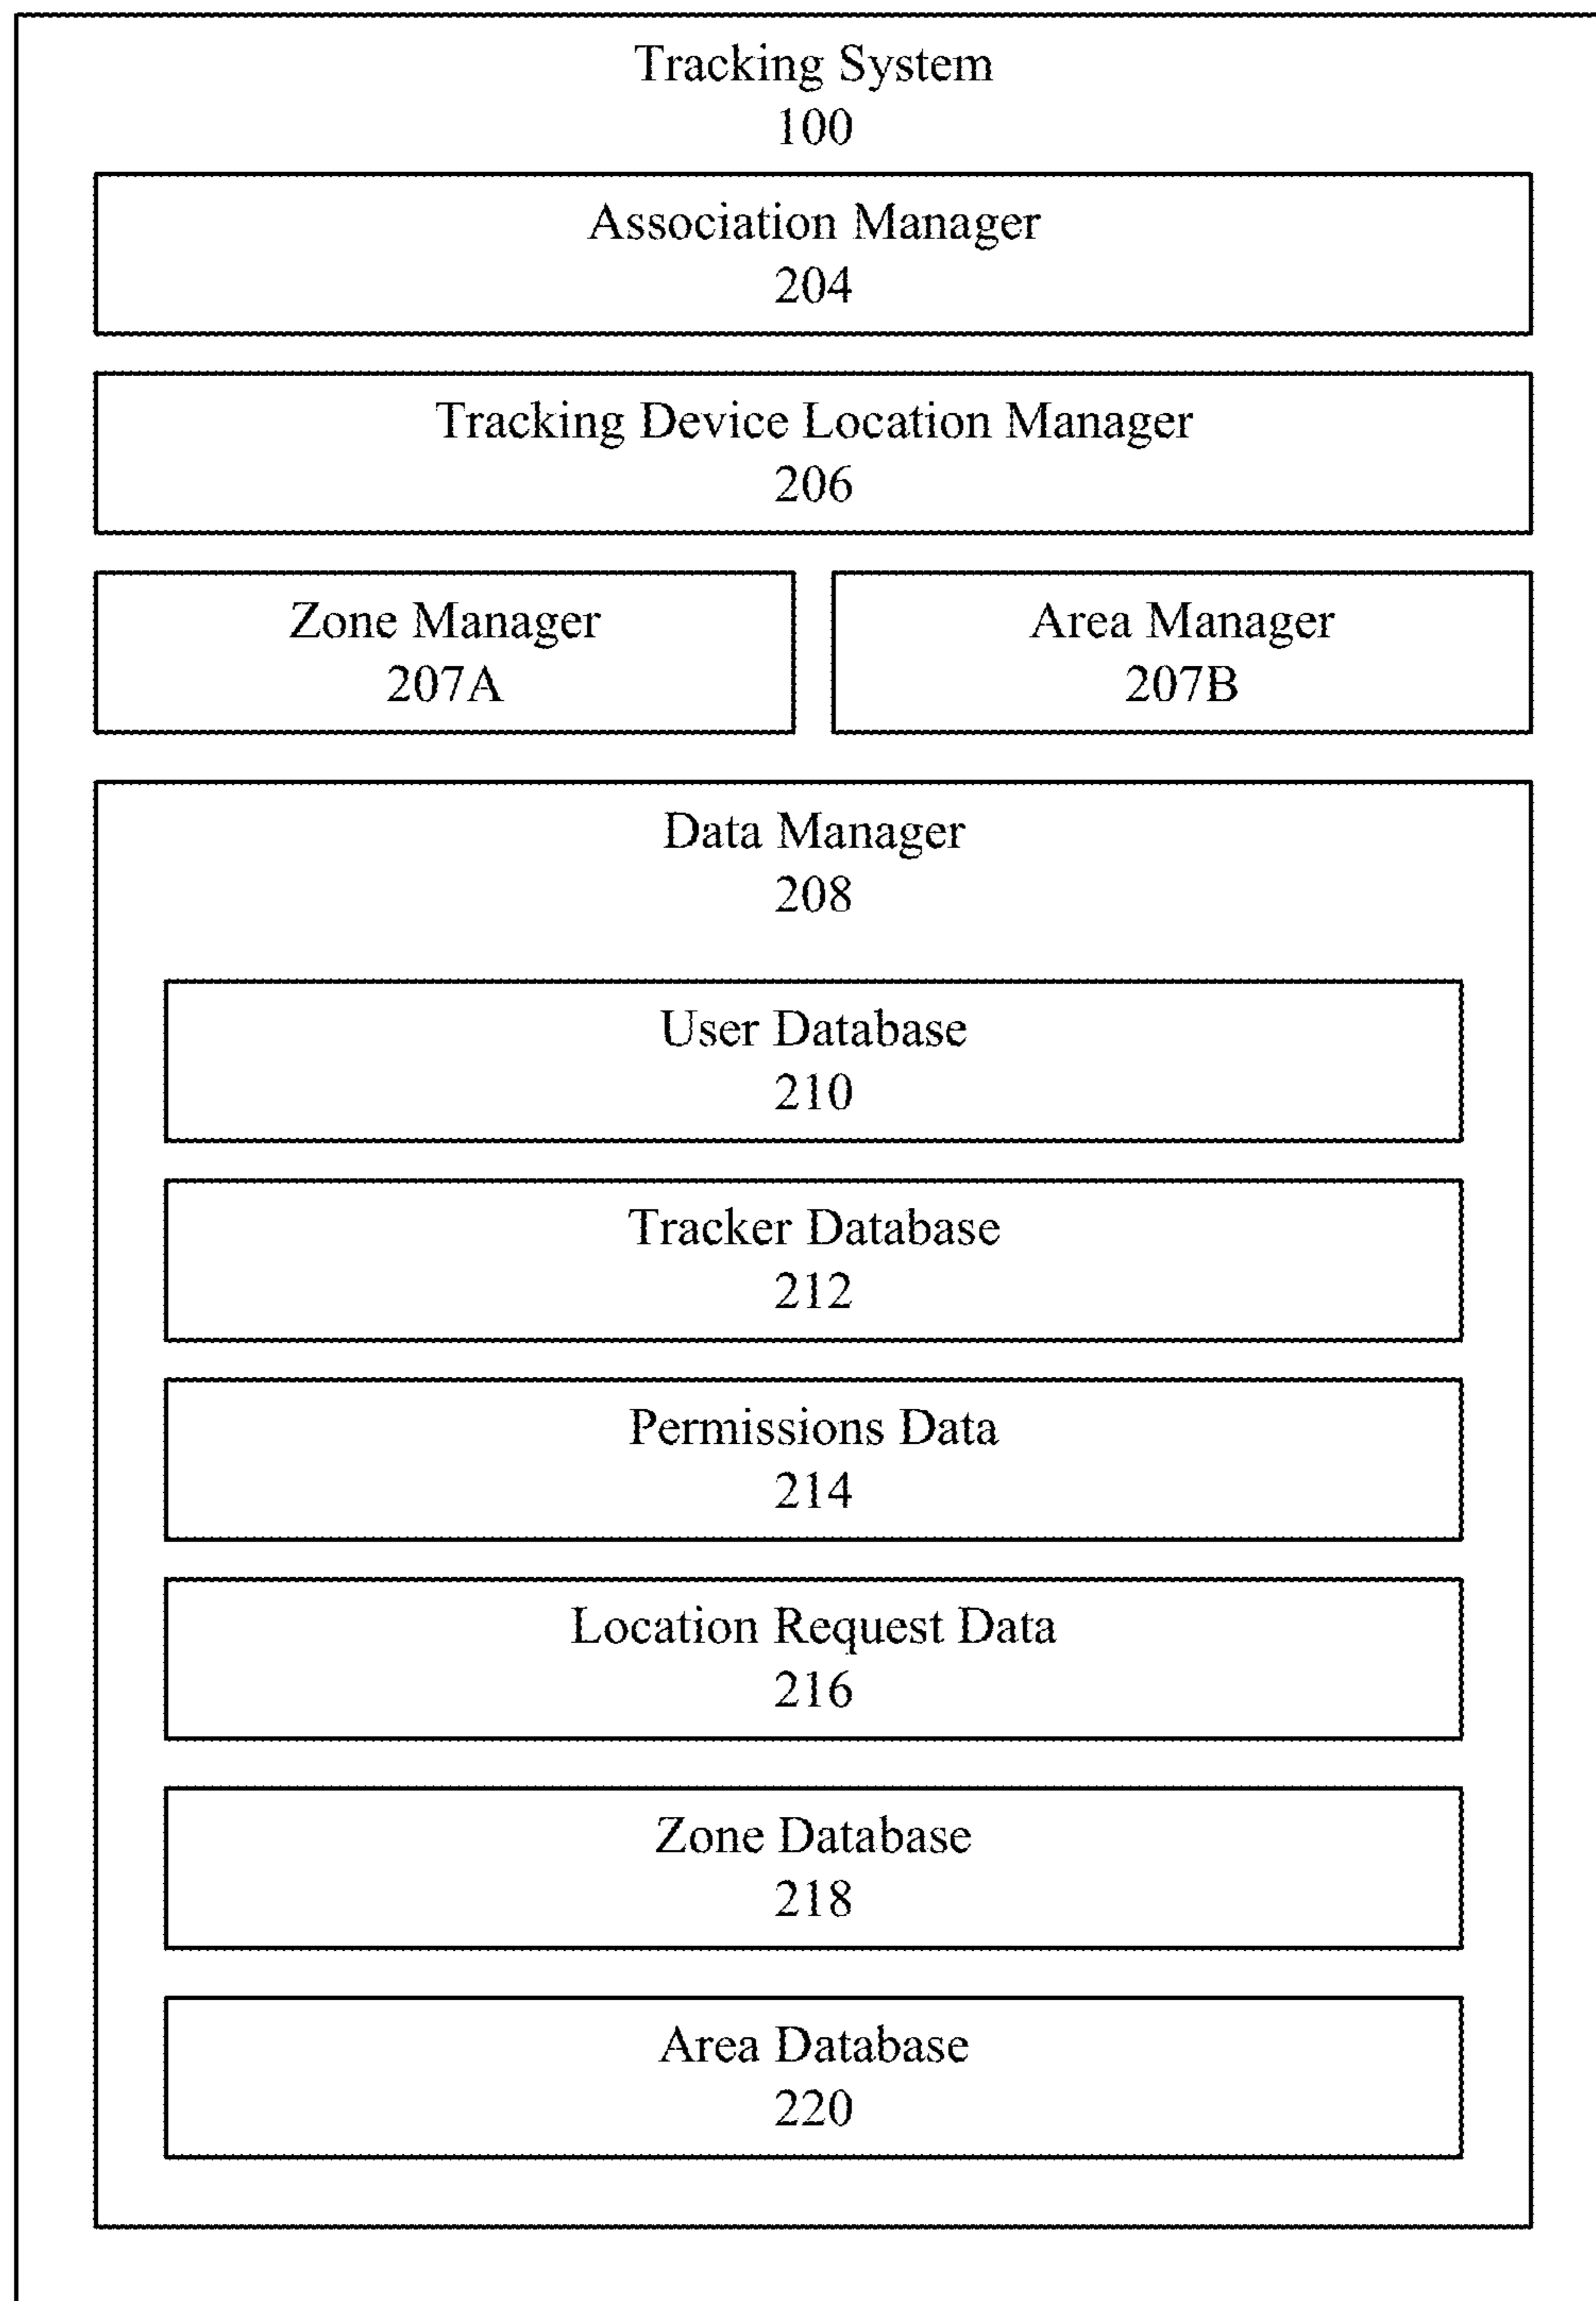 Tracking System
100
Association Manager
204
Tracking Device Location Manager
206
Zone Manager
207A
Area Manager
207B
Data Manager
208
User Database
210
Tracker Database
212
Permissions Data
214
Location Request Data
216
Zone Database
218
Area Database
220